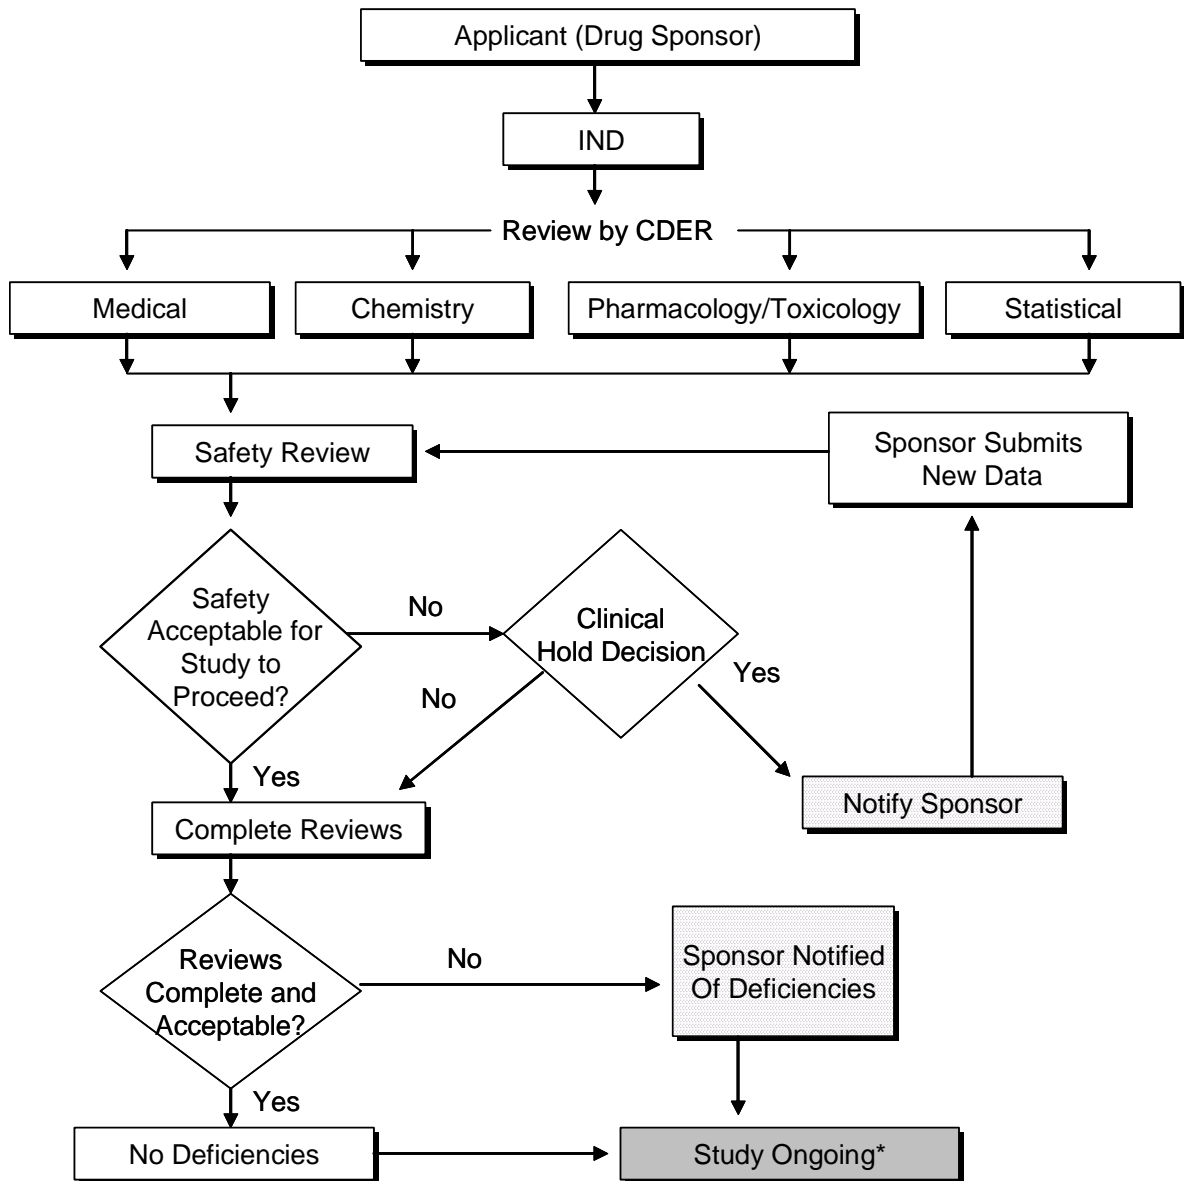 Applicant (Drug Sponsor)
IND
Review by CDER
Medical
Chemistry
Pharmacology/Toxicology
Statistical
Safety Review
Sponsor Submits
New Data
Safety
Acceptable for
Study to
Proceed?
No
Clinical
Hold Decision
No
Yes
Yes
Notify Sponsor
Complete Reviews
Reviews
Complete and
Acceptable?
No
Sponsor Notified
Of Deficiencies
Yes
No Deficiencies
Study Ongoing*